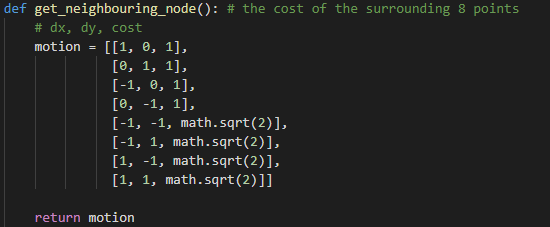 def get_neighbouring_node(): # the cost of the surrounding 8 points
    # dx, dy, cost
    motion = [[1, 0, 1],
              [0, 1, 1],
              [-1, 0, 1],
              [0, -1, 1],
              [-1, -1, math.sqrt(2)],
              [-1, 1, math.sqrt(2)],
              [1, -1, math.sqrt(2)],
              [1, 1, math.sqrt(2)]]
    return motion